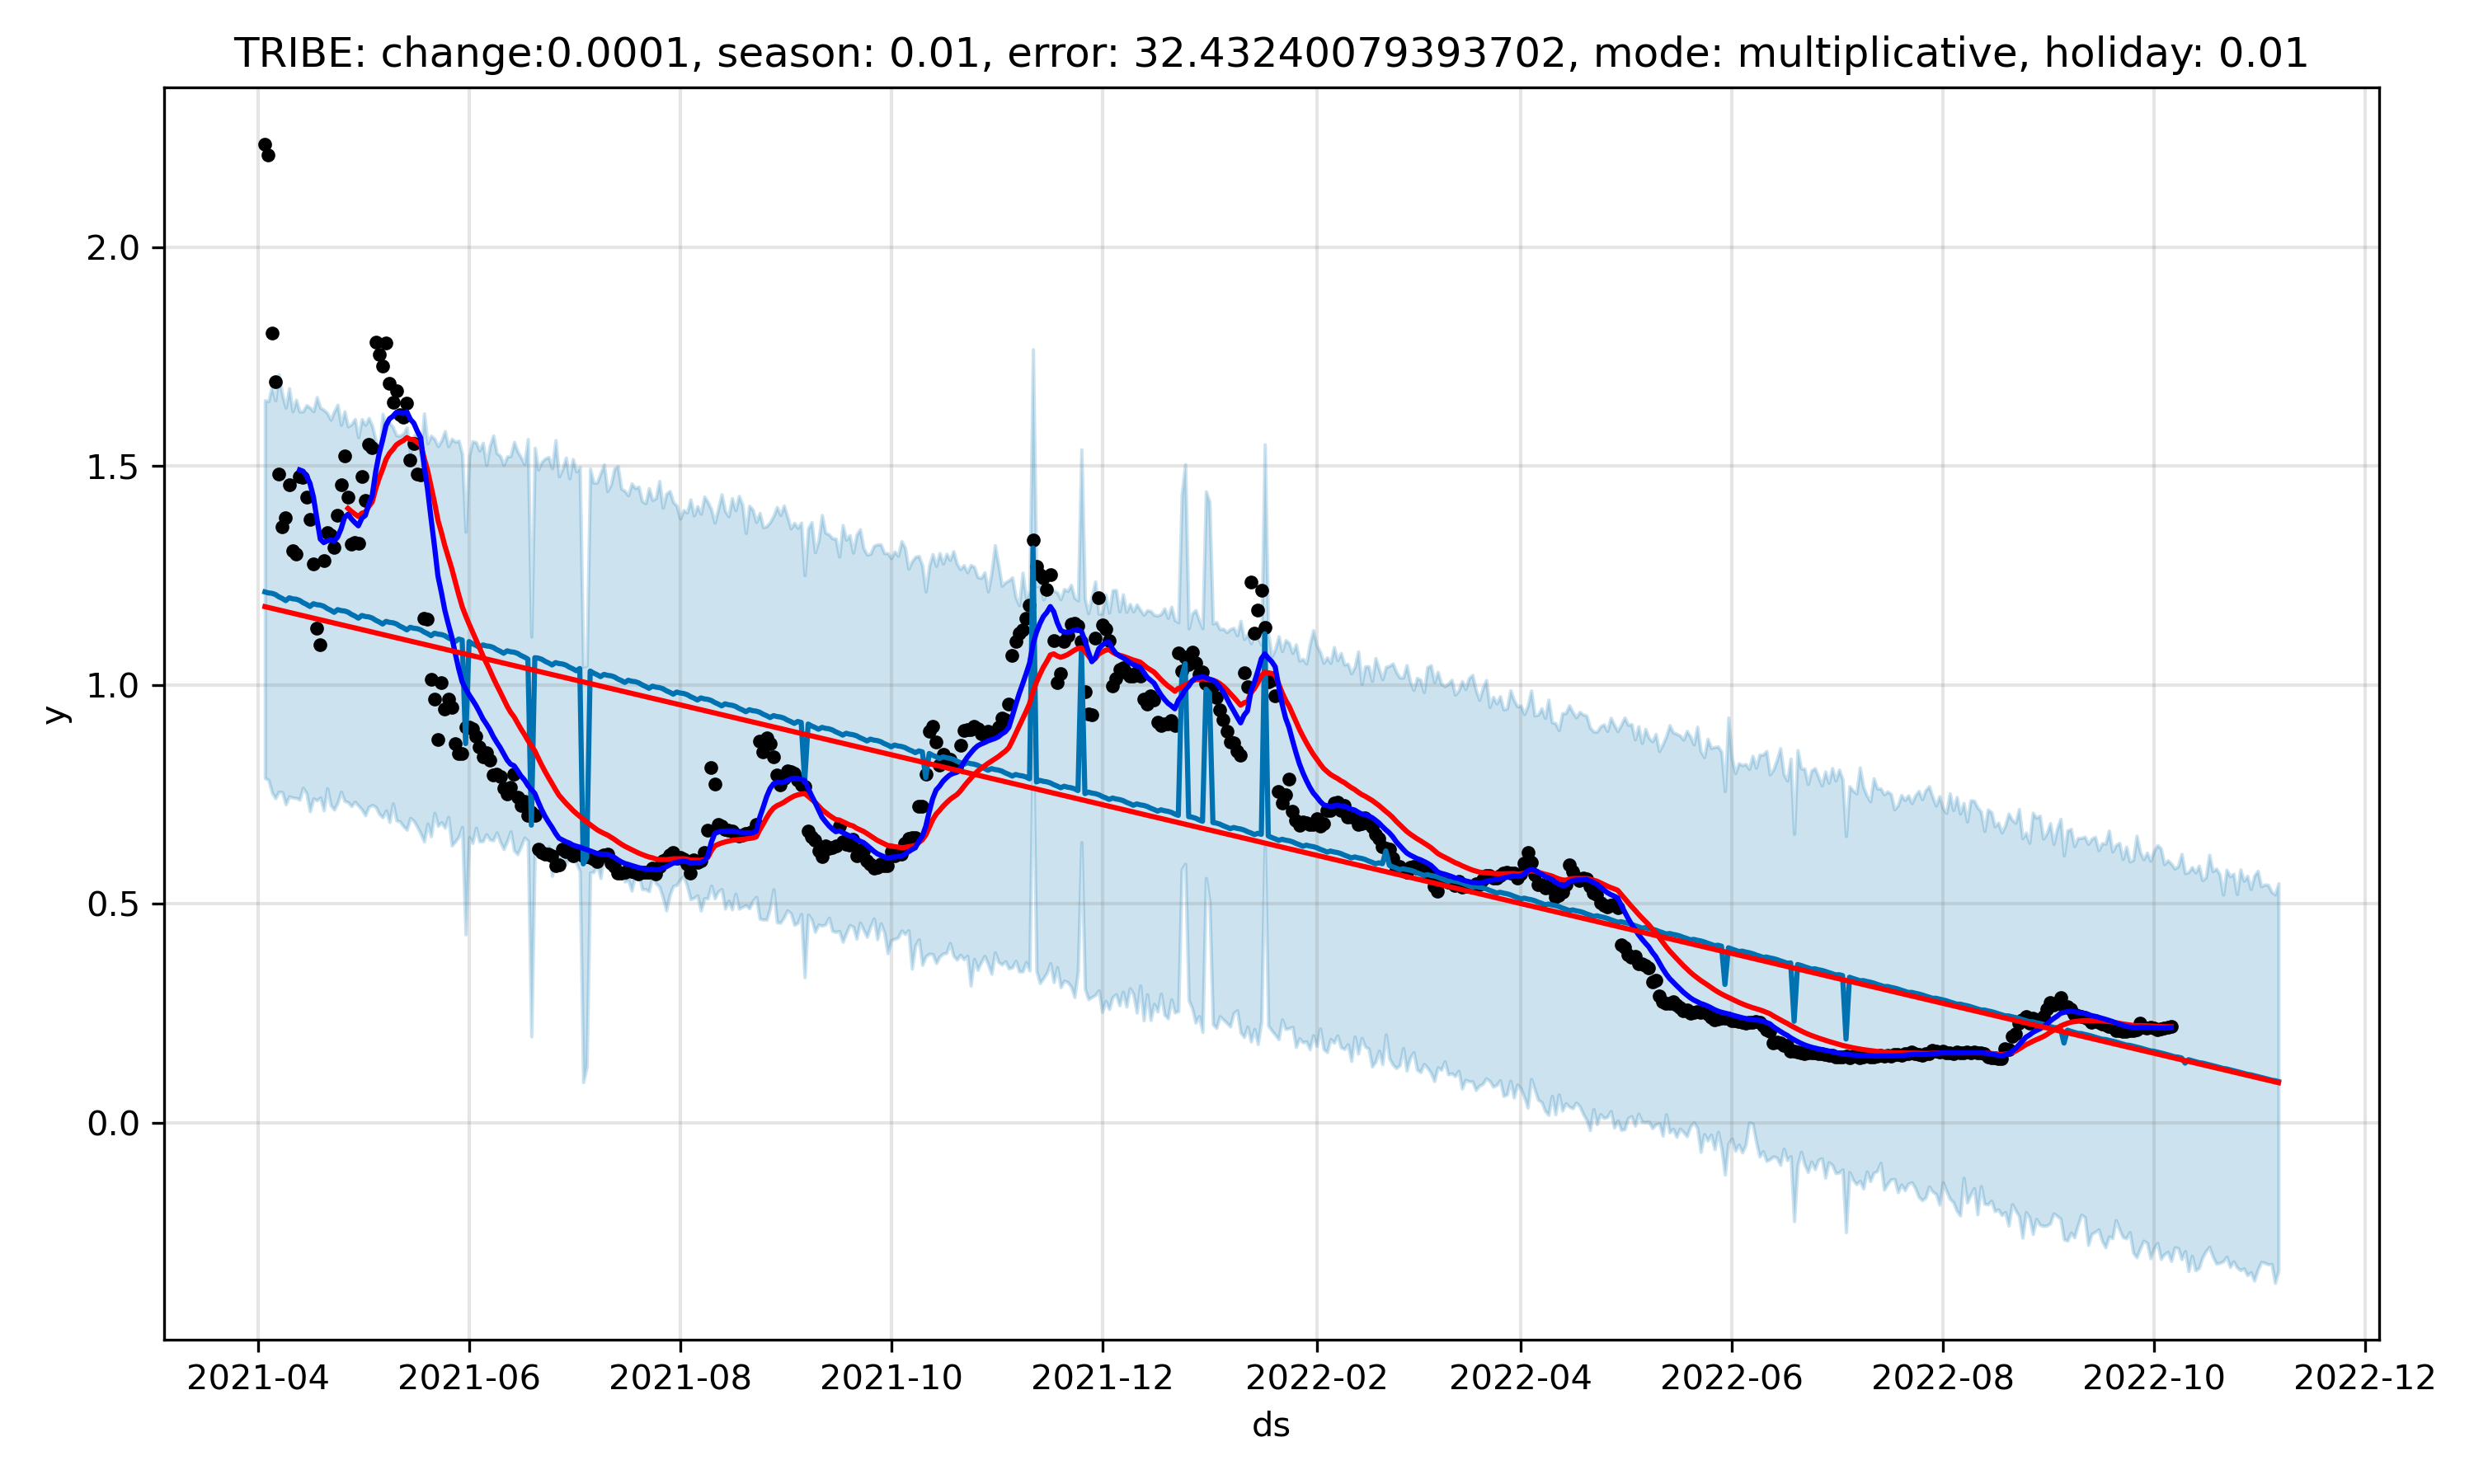 TRIBE: change:0.0001, season: 0.01, error: 32.43240079393702, mode: multiplicative, holiday: 0.01
2.0
1.5
1.0
0.5
0.0
y
2021-04 2021-06 2021-08 2021-10 2021-12 2022-02 2022-04 2022-06 2022-08 2022-10 2022-12
ds